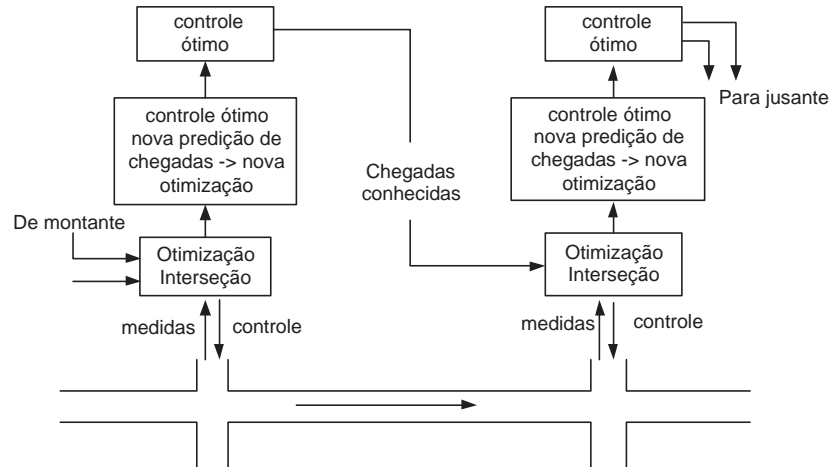 controle
ótimo
controle ótimo
nova predição de
chegadas -> nova
otimização
De montante
Otimização
Interseção
medidas
controle
Chegadas
conhecidas
controle
ótimo
Para jusante
controle ótimo
nova predição de
chegadas -> nova
otimização
Otimização
Interseção
medidas
controle